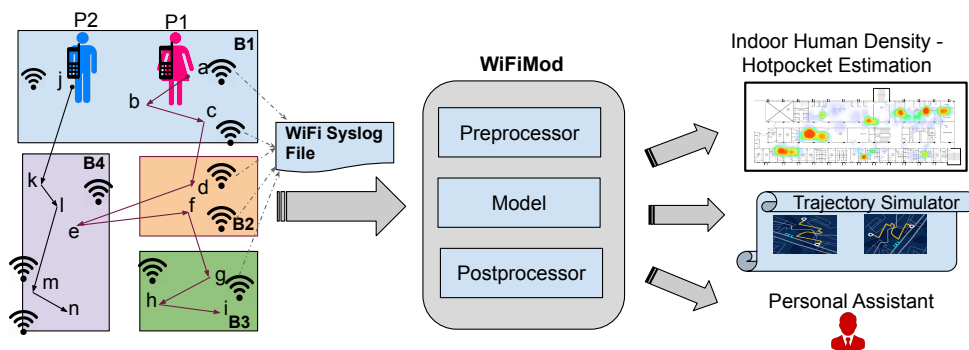 P2
P1
B1
j
a
b
c
WiFi Syslog
File
B4
k
l
e
d
f
B2
m
n
g
h
i
B3
WiFiMod
Preprocessor
Model
Postprocessor
Indoor Human Density -
Hotpocket Estimation
Trajectory Simulator
Personal Assistant